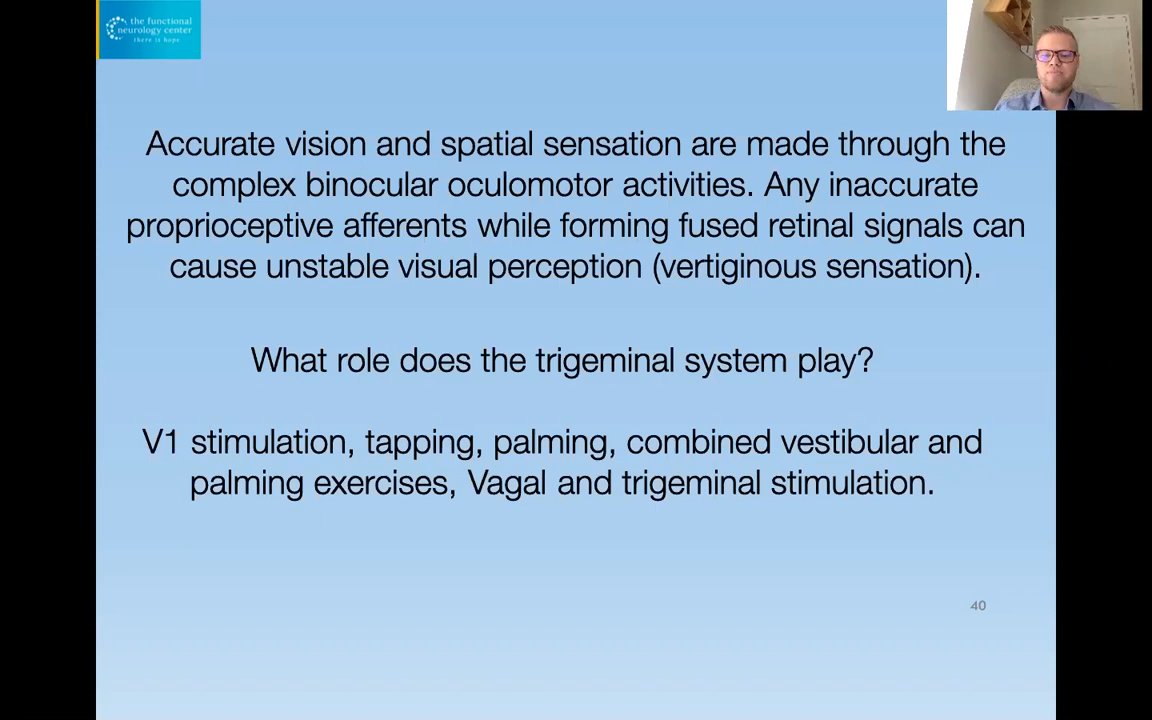 the functional
neurology center
there is hope
Accurate vision and spatial sensation are made through the
complex binocular oculomotor activities. Any inaccurate
proprioceptive afferents while forming fused retinal signals can
cause unstable visual perception (vertiginous sensation).
What role does the trigeminal system play?
V1 stimulation, tapping, palming, combined vestibular and
palming exercises, Vagal and trigeminal stimulation.
40